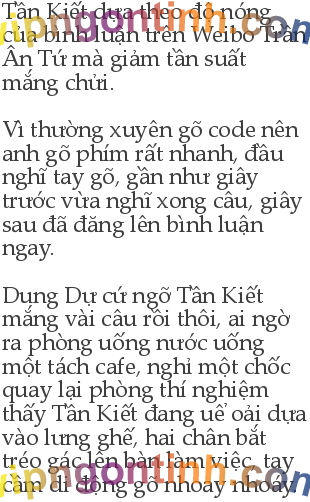 Tần Kiết dựa theo độ nóng
của bình luận trên Weibo Trần
Ân Tứ mà giảm tần suất
mắng chửi.
Vì thường xuyên gõ code nên
anh gõ phím rất nhanh, đầu
nghĩ tay gõ, gần như giây
trước vừa nghĩ xong câu, giây
sau đã đăng lên bình luận
ngay.
Dung Dự cứ ngỡ Tần Kiết
mắng vài câu rồi thôi, ai ngờ
ra phòng uống nước uống
một tách cafe, nghỉ một chốc
quay lại phòng thí nghiệm
thấy Tần Kiết đang uể oải dựa
vào lưng ghế, hai chân bắt
tréo gác lên bàn làm việc, tay
cầm di động gõ nhoay nhoáy
vipngontinh.com
vipngontinh.com